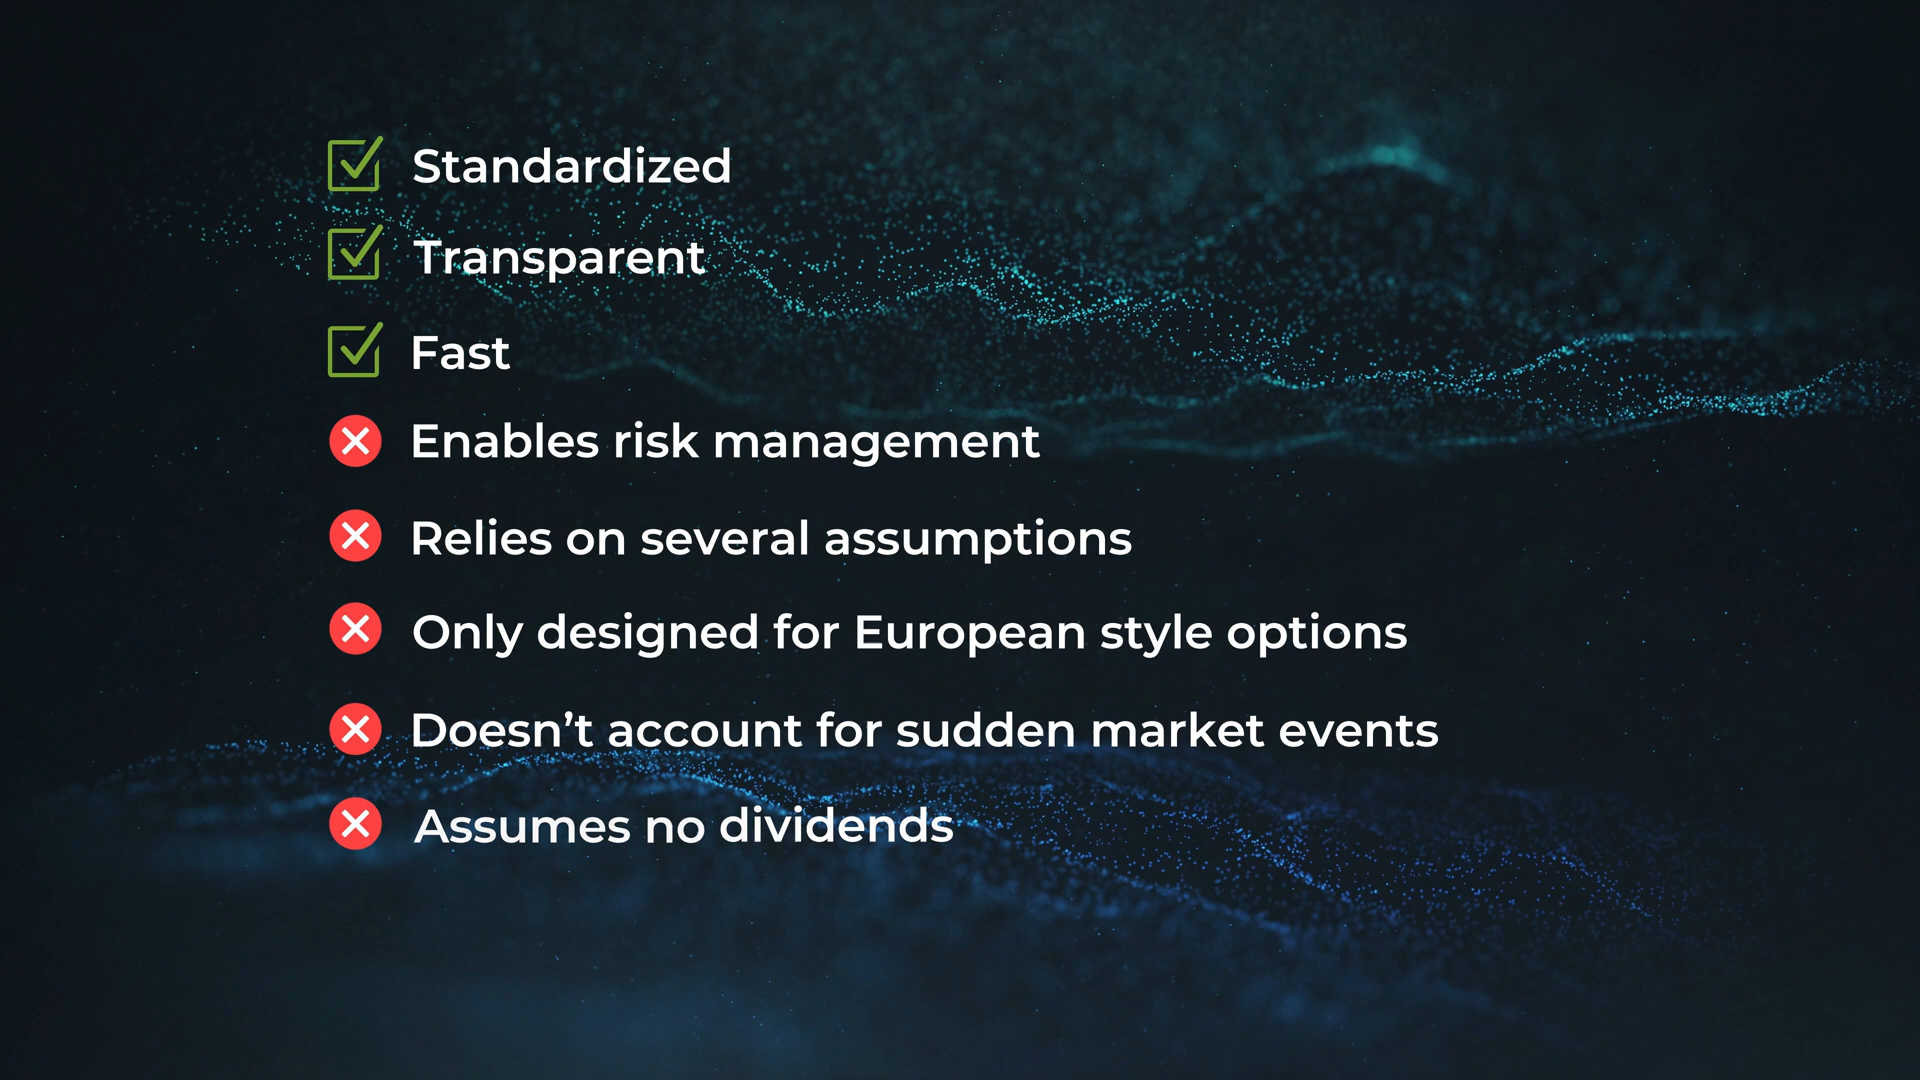 Standardized
Transparent
Fast
Enables risk management
Relies on several assumptions
Only designed for European style options
Doesn’t account for sudden market events
Assumes no dividends